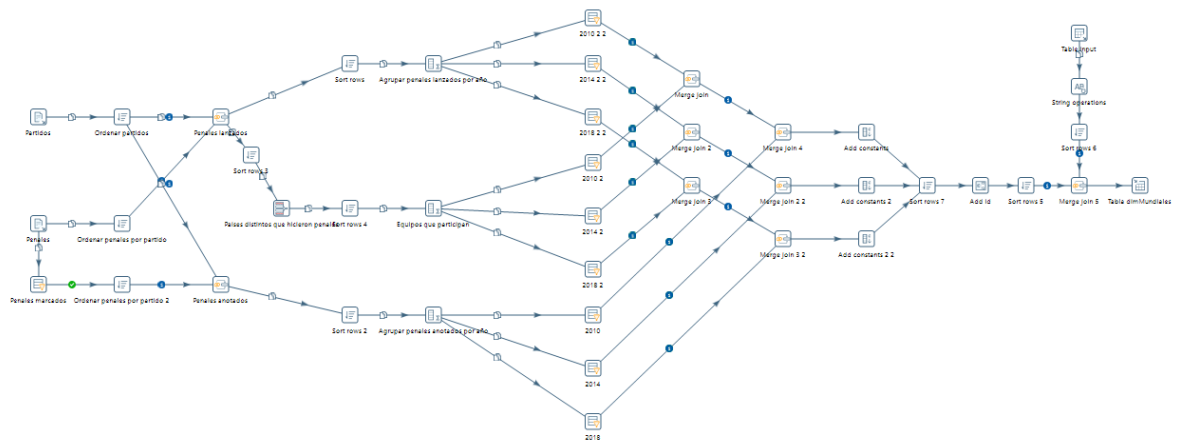 2010 2 2
Table input
Sort rows
Agrupar penales lanzados por año
2014 2 2
Merge join
String operations
Partidos
Ordenar partidos
Penales lanzados
2018 2 2
Merge join 2
Merge join 4
Add constants
Sort rows 6
Sort rows 3
2010 2
Merge join 3
Merge join 2 2
Add constants 2
Sort rows 7
Add id
Sort rows 5
Merge join 5
Table dimMundiales
Paises distintos que hicieron penales
Sort rows 4
Equipos que participan
2014 2
Penales
Ordenar penales por partido
Merge join 3 2
Add constants 2 2
2018 2
Penales marcados
Ordenar penales por partido 2
Penales anotados
Sort rows 2
Agrupar penales anotados por año
2010
2014
2018